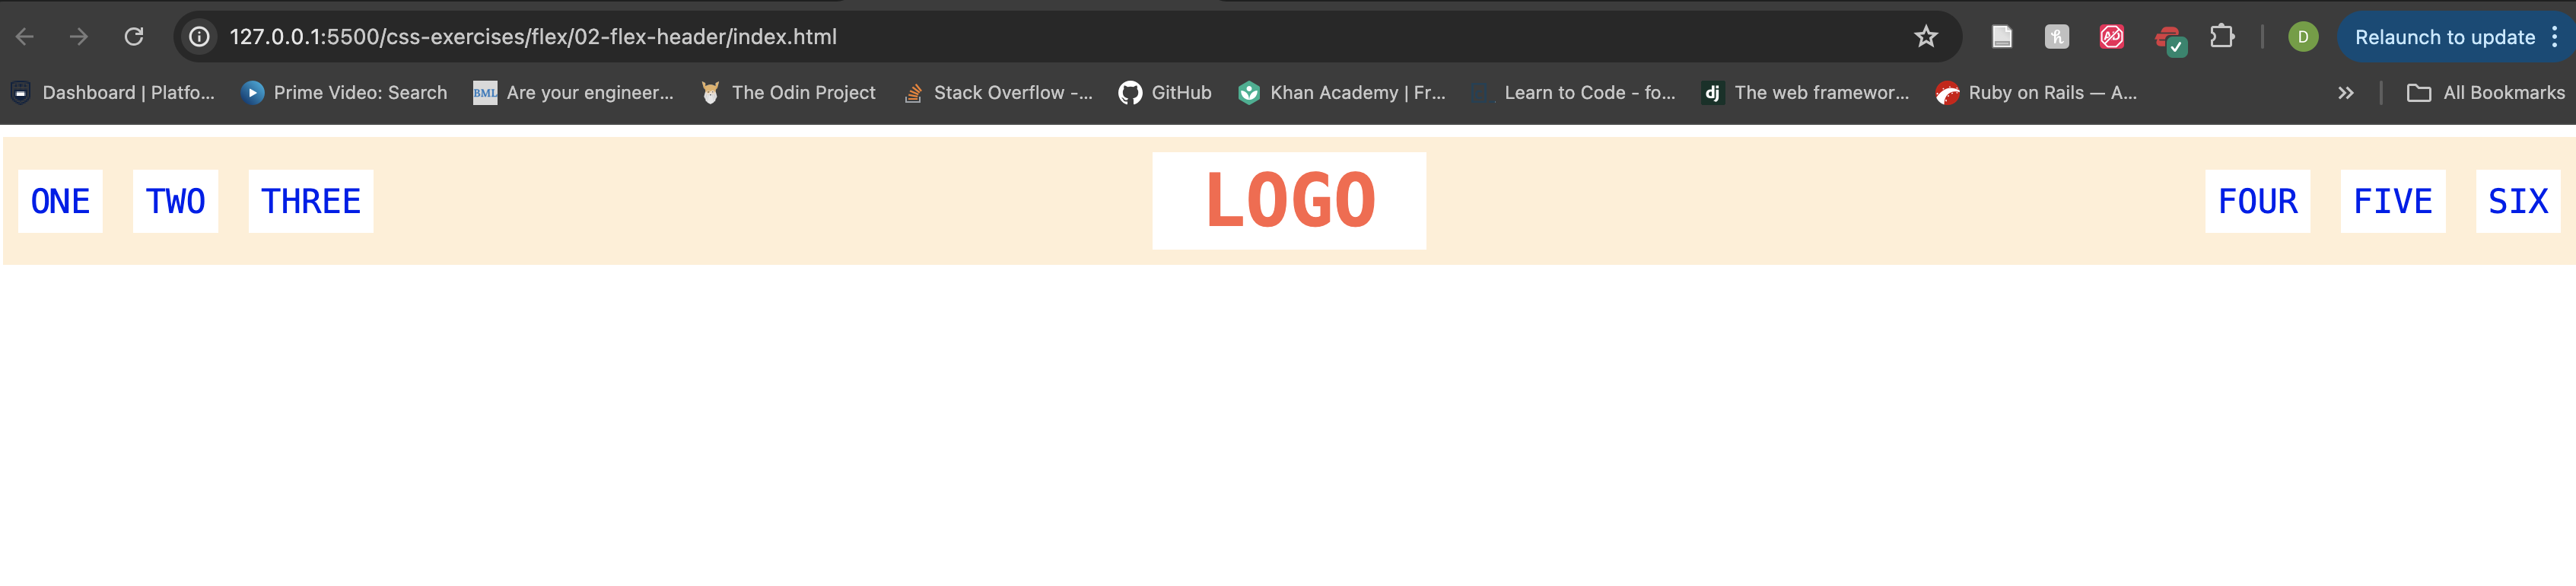 127.0.0.1:5500/css-exercises/flex/02-flex-header/index.html D Relaunch to update
Dashboard | Platfo... Prime Video: Search BML Are your engineer... The Odin Project Stack Overflow -... GitHub Khan Academy | Fr... Learn to Code - fo... dj The web framewor... Ruby on Rails — A... All Bookmarks
ONE TWO THREE LOGO FOUR FIVE SIX